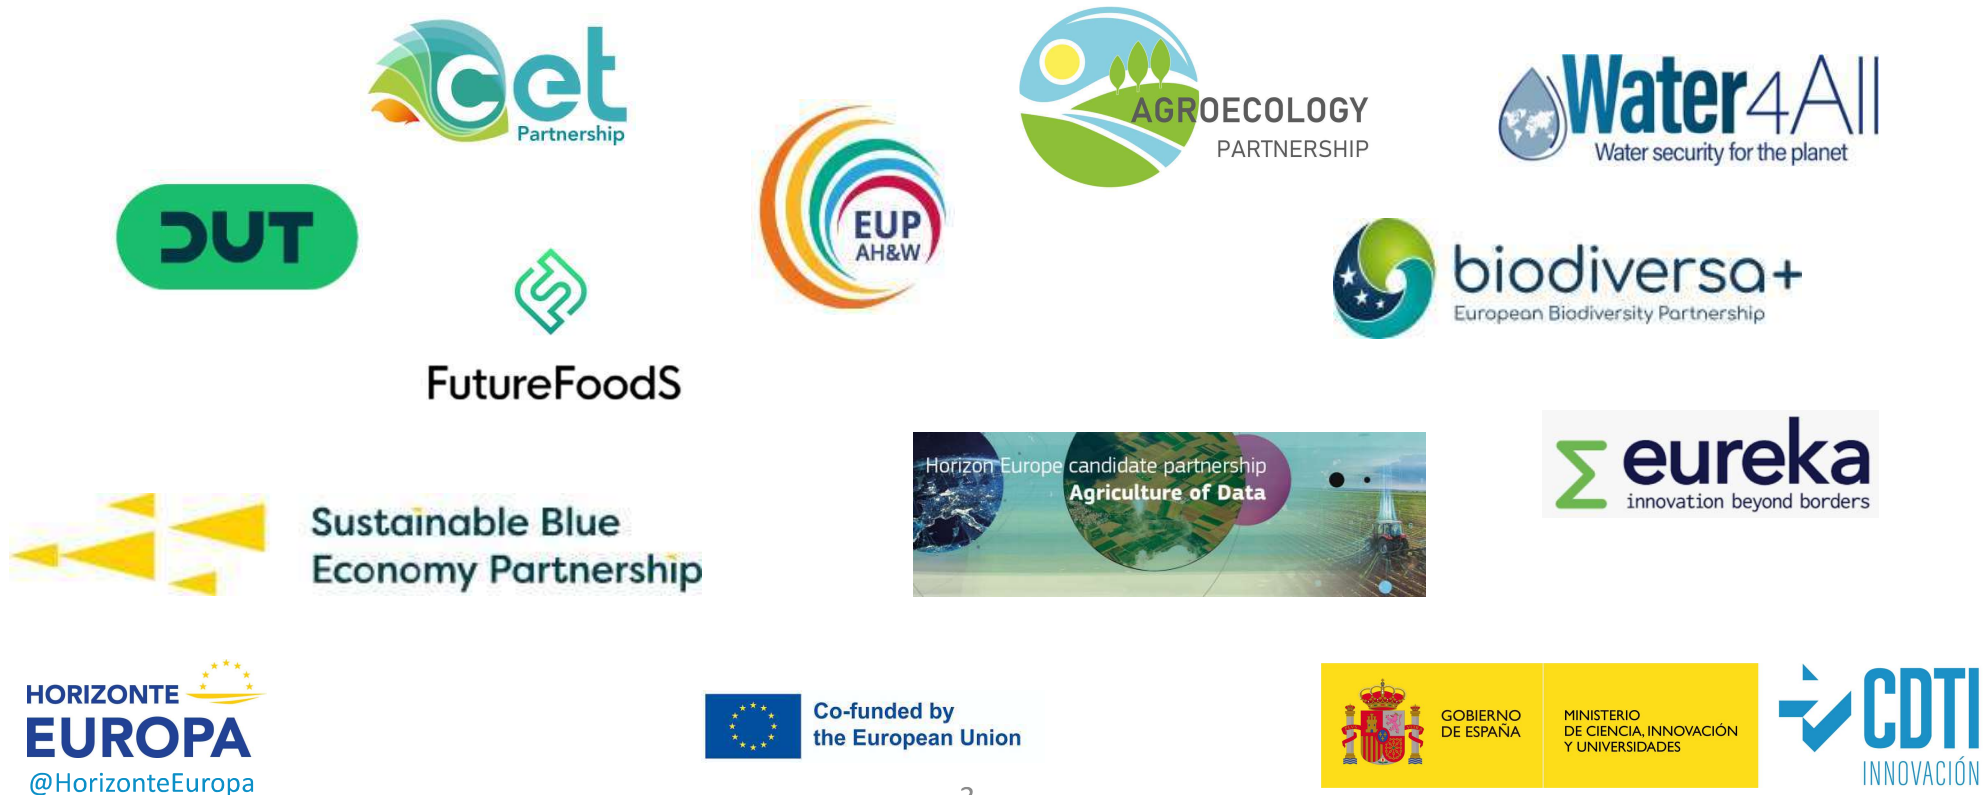 cet
Partnership
AGROECOLOGY
PARTNERSHIP
Water4All
Water security for the planet
DUT
EUP
AH&W
biodiversa+
European Biodiversity Partnership
FutureFoodS
Horizon Europe candidate partnership
Agriculture of Data
eureka
innovation beyond borders
Sustainable Blue
Economy Partnership
HORIZONTE
EUROPA
@HorizonteEuropa
Co-funded by
the European Union
GOBIERNO
DE ESPAÑA
MINISTERIO
DE CIENCIA, INNOVACIÓN
Y UNIVERSIDADES
CDTI
INNOVACIÓN